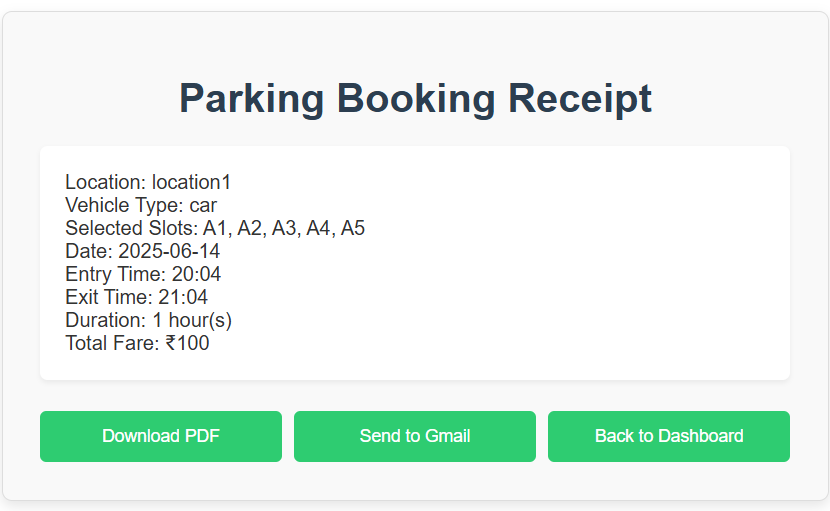 Parking Booking Receipt
Location: location1
Vehicle Type: car
Selected Slots: A1, A2, A3, A4, A5
Date: 2025-06-14
Entry Time: 20:04
Exit Time: 21:04
Duration: 1 hour(s)
Total Fare: ₹100
Download PDF
Send to Gmail
Back to Dashboard